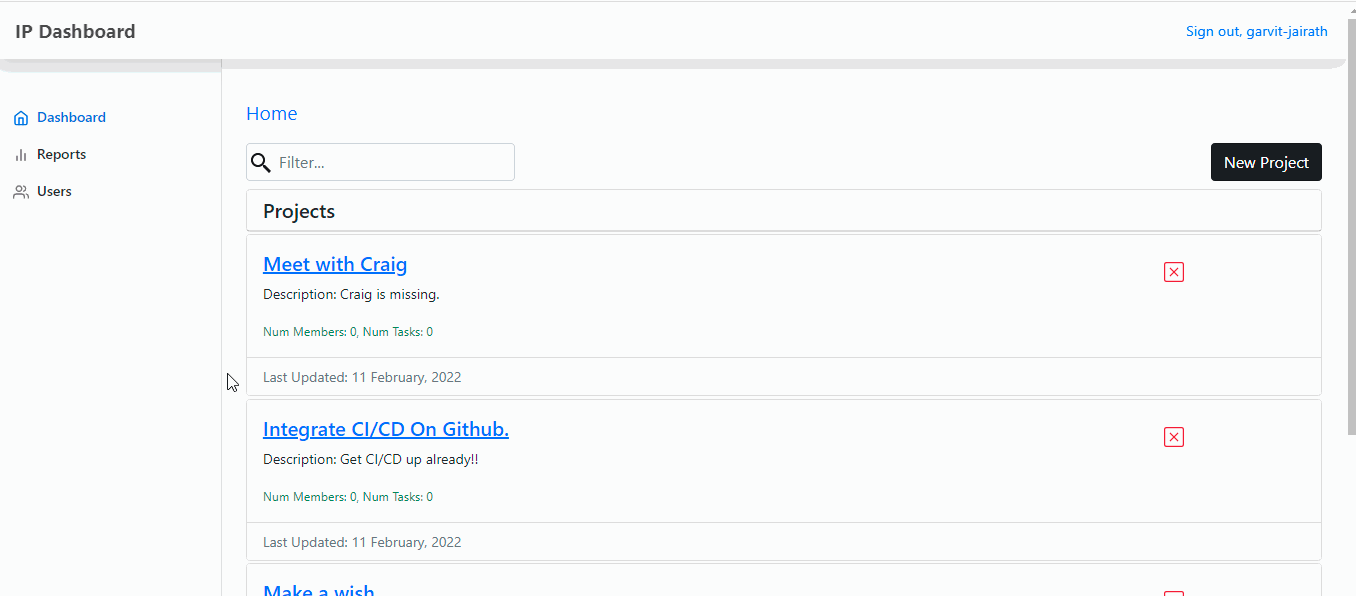 IP Dashboard
Sign out, garvit-jairath
Dashboard
Reports
Users
Home
Filter...
New Project
Projects
Meet with Craig
Description: Craig is missing.
Num Members: 0, Num Tasks: 0
Last Updated: 11 February, 2022
Integrate CI/CD On Github.
Description: Get CI/CD up already!!
Num Members: 0, Num Tasks: 0
Last Updated: 11 February, 2022
Make a wish